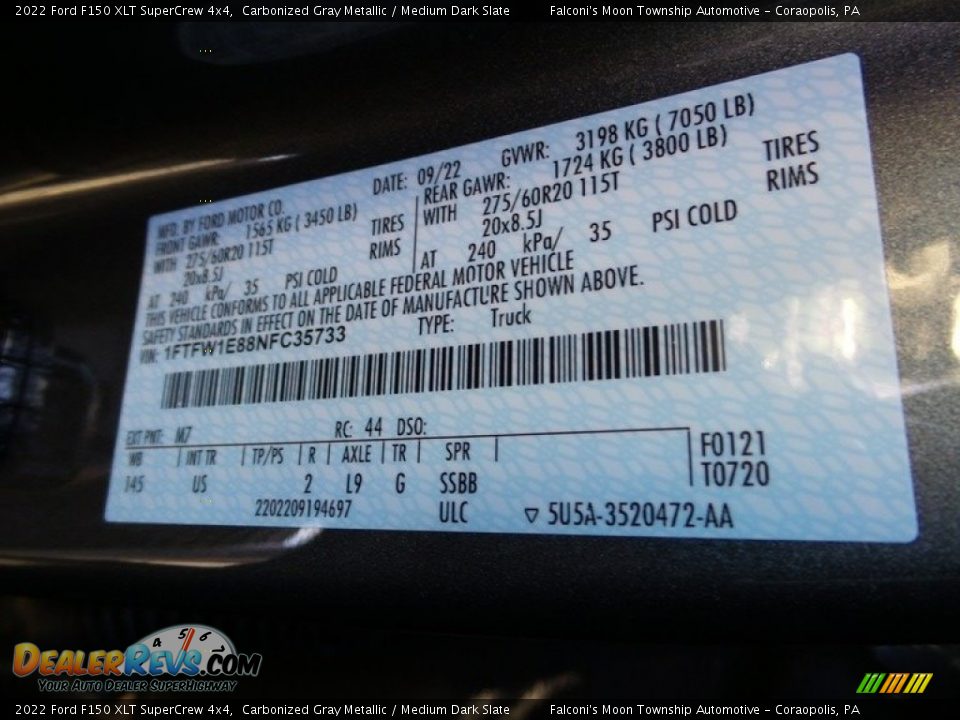 2022 Ford F150 XLT SuperCrew 4x4, Carbonized Gray Metallic / Medium Dark Slate Falconi's Moon Township Automotive - Coraopolis, PA
MFD. BY FORD MOTOR CO. DATE: 09/22 GVWR: 3198 KG ( 7050 LB)
FRONT GAWR: 1565 KG ( 3450 LB) REAR GAWR: 1724 KG ( 3800 LB)
WITH 275/60R20 115T TIRES WITH 275/60R20 115T TIRES
20x8.5J RIMS 20x8.5J RIMS
AT 240 kPa/ 35 PSI COLD AT 240 kPa/ 35 PSI COLD
THIS VEHICLE CONFORMS TO ALL APPLICABLE FEDERAL MOTOR VEHICLE
SAFETY STANDARDS IN EFFECT ON THE DATE OF MANUFACTURE SHOWN ABOVE.
VIN: 1FTFW1E88NFC35733 TYPE: Truck
EXT PNT: M7 RC: 44 DSO:
WB INT TR TP/PS R AXLE TR SPR F0121
145 US 2 L9 G SSBB T0720
2202209194697 ULC 5U5A-3520472-AA
4 5 6
DealerRevs.com
Your Auto Dealer SuperHighway
2022 Ford F150 XLT SuperCrew 4x4, Carbonized Gray Metallic / Medium Dark Slate Falconi's Moon Township Automotive - Coraopolis, PA